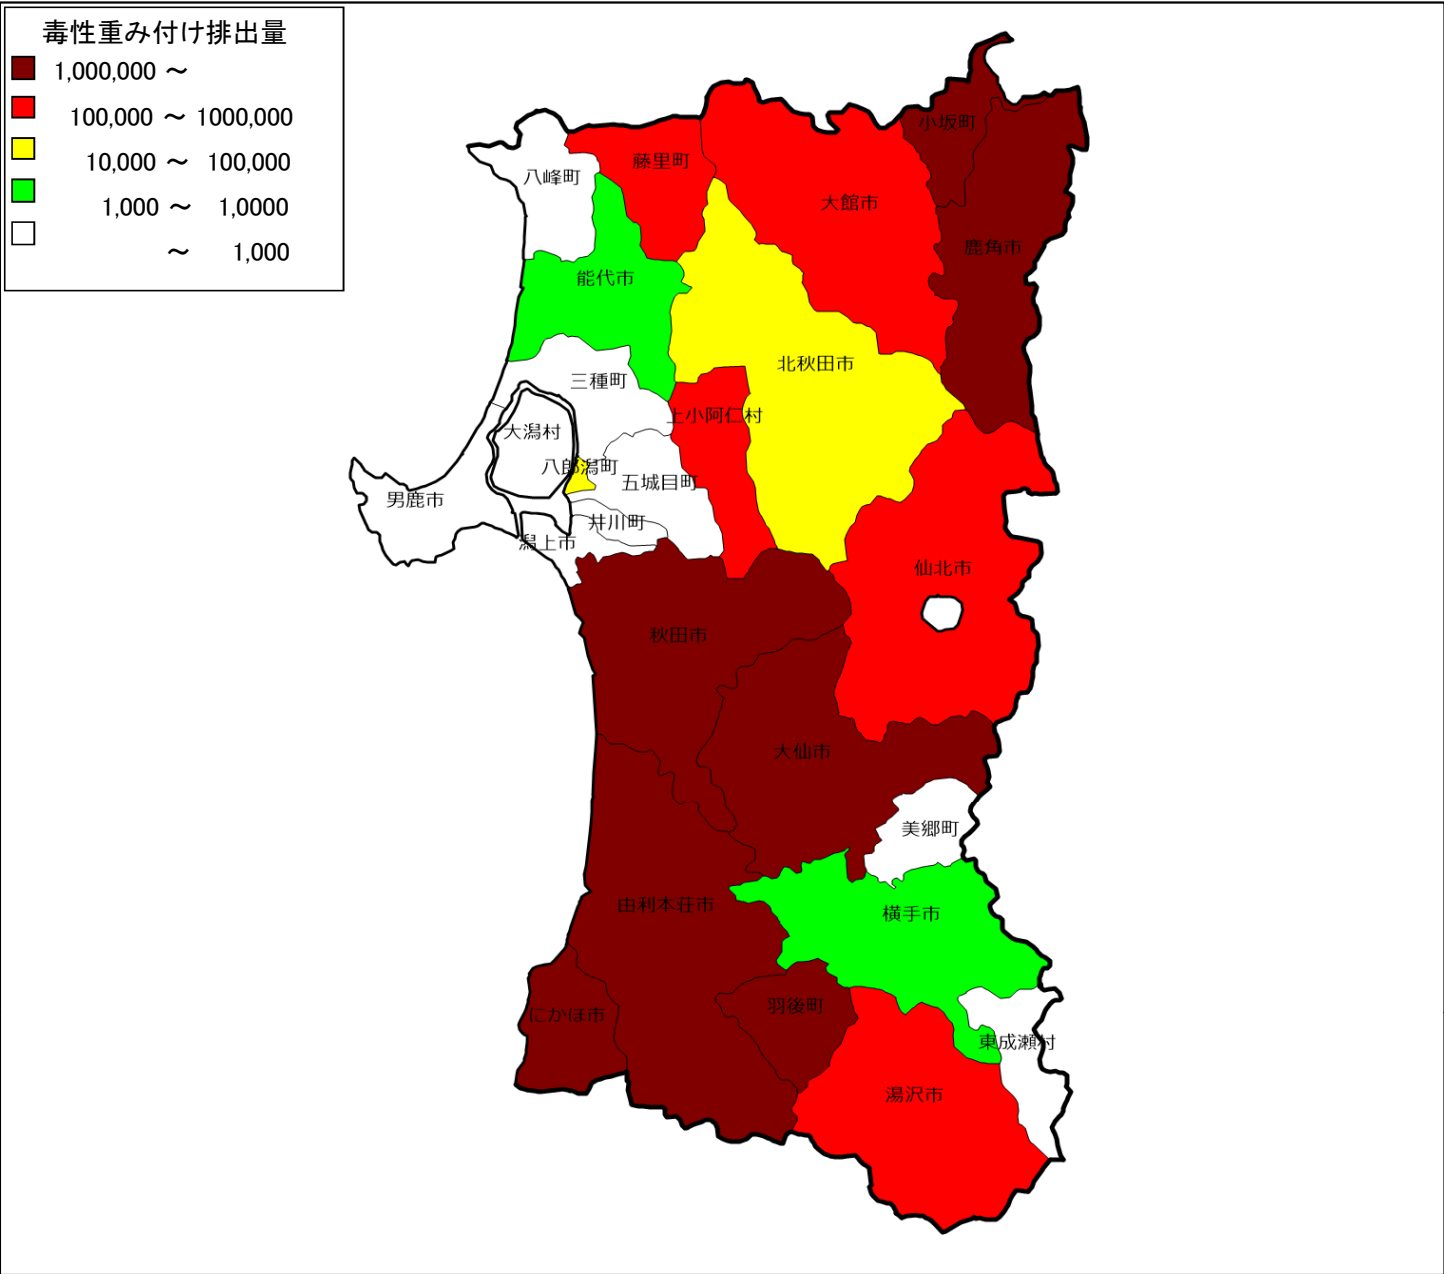 毒性重み付け排出量
1,000,000 ～
100,000 ～ 1000,000
10,000 ～ 100,000
1,000 ～ 1,0000
～ 1,000
小坂町
藤里町
八峰町
大館市
鹿角市
能代市
北秋田市
三種町
上小阿仁村
大潟村
八郎潟町
五城目町
男鹿市
井川町
潟上市
仙北市
秋田市
大仙市
美郷町
由利本荘市
横手市
羽後町
にかほ市
東成瀬村
湯沢市